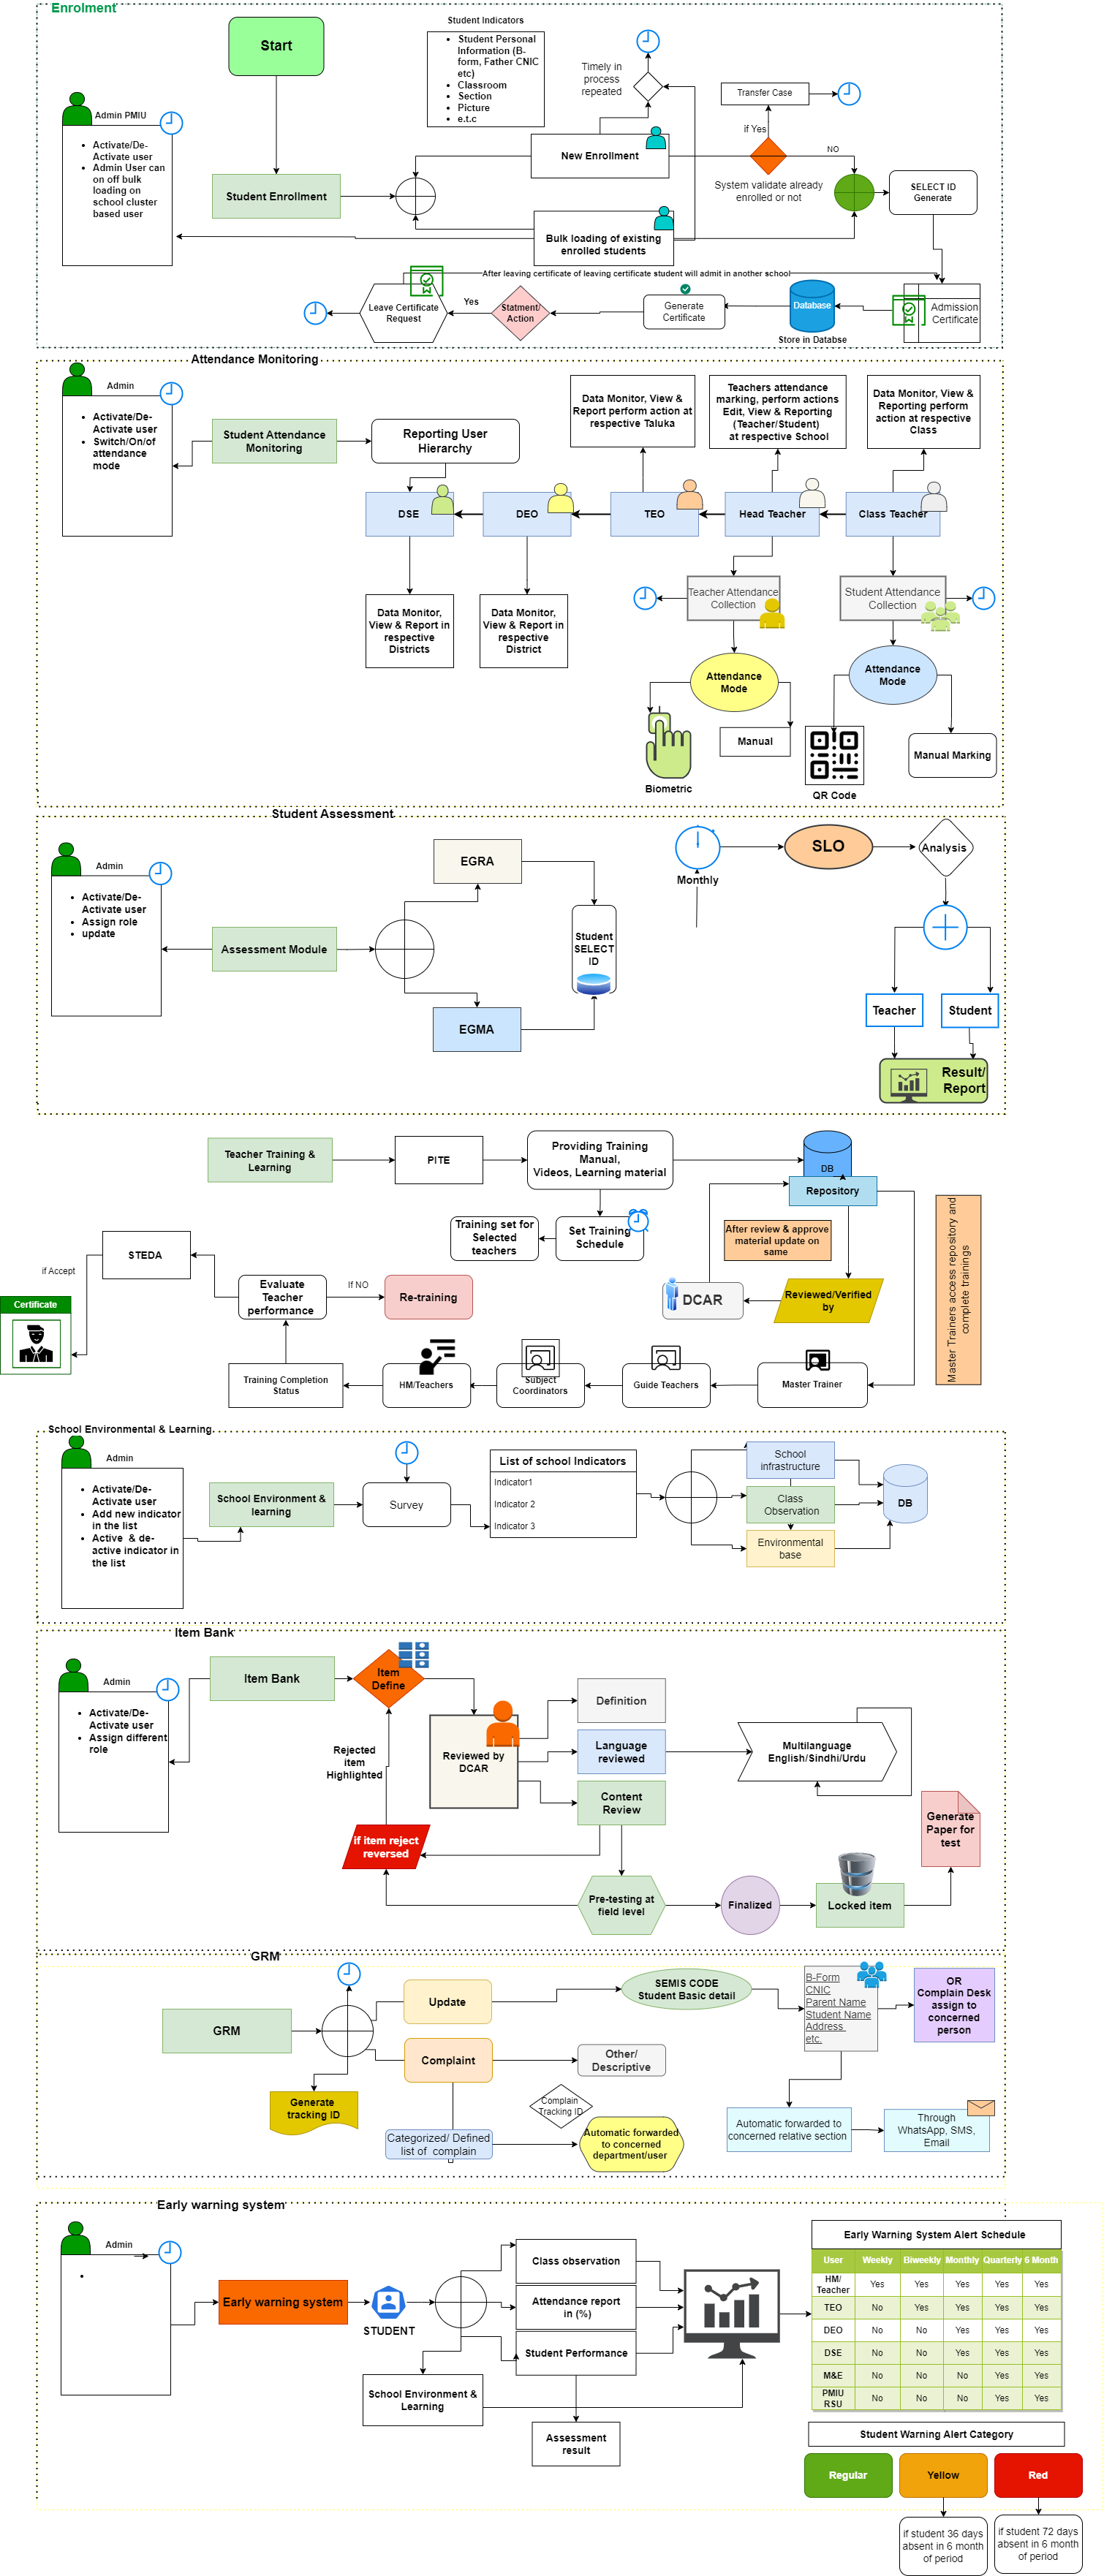 Enrolment
Start
Student Indicators
Student Personal
Information (B-
form, Father CNIC
etc)
Classroom
Section
Picture
e.t.c
Timely in
process
repeated
Transfer Case
if Yes
NO
Admin PMIU
Activate/De-
Activate user
Admin User can
on off bulk
loading on
school cluster
based user
Student Enrollment
New Enrollment
System validate already
enrolled or not
SELECT ID
Generate
Bulk loading of existing
enrolled students
After leaving certificate of leaving certificate student will admit in another school
Leave Certificate
Request
Yes
Statment/
Action
Generate
Certificate
Database
Store in Databse
Admission
Certificate
Attendance Monitoring
Admin
Activate/De-
Activate user
Switch/On/of
attendance
mode
Student Attendance
Monitoring
Reporting User
Hierarchy
Data Monitor, View &
Report perform action at
respective Taluka
Teachers attendance
marking, perform actions
Edit, View & Reporting
(Teacher/Student)
at respective School
Data Monitor, View &
Reporting perform
action at respective
Class
DSE
DEO
TEO
Head Teacher
Class Teacher
Data Monitor,
View & Report in
respective
Districts
Data Monitor,
View & Report in
respective
District
Teacher Attendance
Collection
Student Attendance
Collection
Attendance
Mode
Attendance
Mode
Biometric
Manual
QR Code
Manual Marking
Student Assessment
Admin
Activate/De-
Activate user
Assign role
update
Assessment Module
EGRA
EGMA
Student
SELECT
ID
Monthly
SLO
Analysis
Teacher
Student
Result/
Report
Teacher Training &
Learning
PITE
Providing Training
Manual,
Videos, Learning material
DB
Repository
Training set for
Selected
teachers
Set Training
Schedule
After review & approve
material update on
same
Master Trainers access repository and
complete trainings
STEDA
if Accept
Evaluate
Teacher
performance
If NO
Re-training
DCAR
Reviewed/Verified
by
Certificate
Training Completion
Status
HM/Teachers
Subject
Coordinators
Guide Teachers
Master Trainer
School Environmental & Learning
Admin
Activate/De-
Activate user
Add new indicator
in the list
Active & de-
active indicator in
the list
School Environment &
learning
Survey
List of school Indicators
Indicator1
Indicator 2
Indicator 3
School
infrastructure
Class
Observation
Environmental
base
DB
Item Bank
Admin
Activate/De-
Activate user
Assign different
role
Item Bank
Item
Define
Rejected
item
Highlighted
Reviewed by
DCAR
Definition
Language
reviewed
Content
Review
Multilanguage
English/Sindhi/Urdu
if item reject
reversed
Pre-testing at
field level
Finalized
Locked item
Generate
Paper for
test
GRM
GRM
Update
Complaint
Generate
tracking ID
SEMIS CODE
Student Basic detail
Other/
Descriptive
B-Form
CNIC
Parent Name
Student Name
Address
etc.
OR
Complain Desk
assign to
concerned
person
Complain
Tracking ID
Categorized/ Defined
list of complain
Automatic forwarded
to concerned
department/user
Automatic forwarded to
concerned relative section
Through
WhatsApp, SMS,
Email
Early warning system
Admin
Early warning system
STUDENT
Class observation
Attendance report
in (%)
Student Performance
School Environment &
Learning
Assessment
result
Early Warning System Alert Schedule
User Weekly Biweekly Monthly Quarterly 6 Month
HM/
Teacher Yes Yes Yes Yes Yes
TEO No Yes Yes Yes Yes
DEO No No Yes Yes Yes
DSE No No Yes Yes Yes
M&E No No No Yes Yes
PMIU
RSU No No No Yes Yes
Student Warning Alert Category
Regular
Yellow
Red
if student 36 days
absent in 6 month
of period
if student 72 days
absent in 6 month
of period